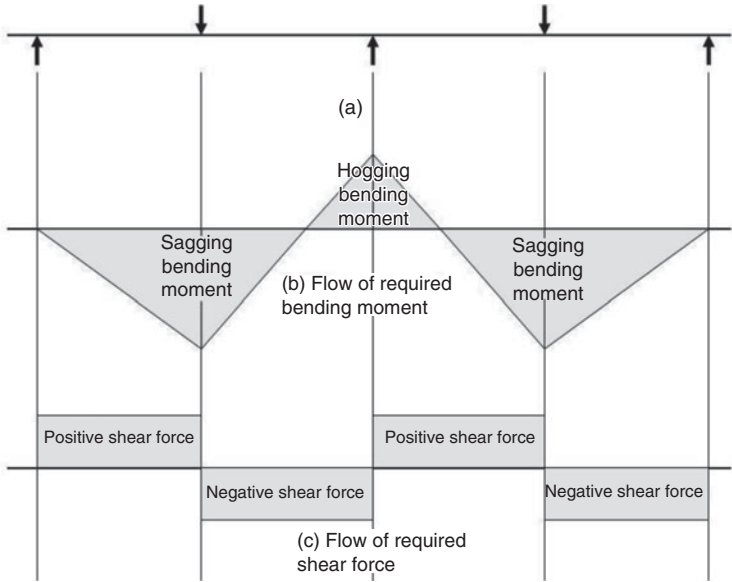 (a)
Hogging
bending
moment
Sagging
bending
moment
Sagging
bending
moment
(b) Flow of required
bending moment
Positive shear force
Positive shear force
Negative shear force
Negative shear force
(c) Flow of required
shear force